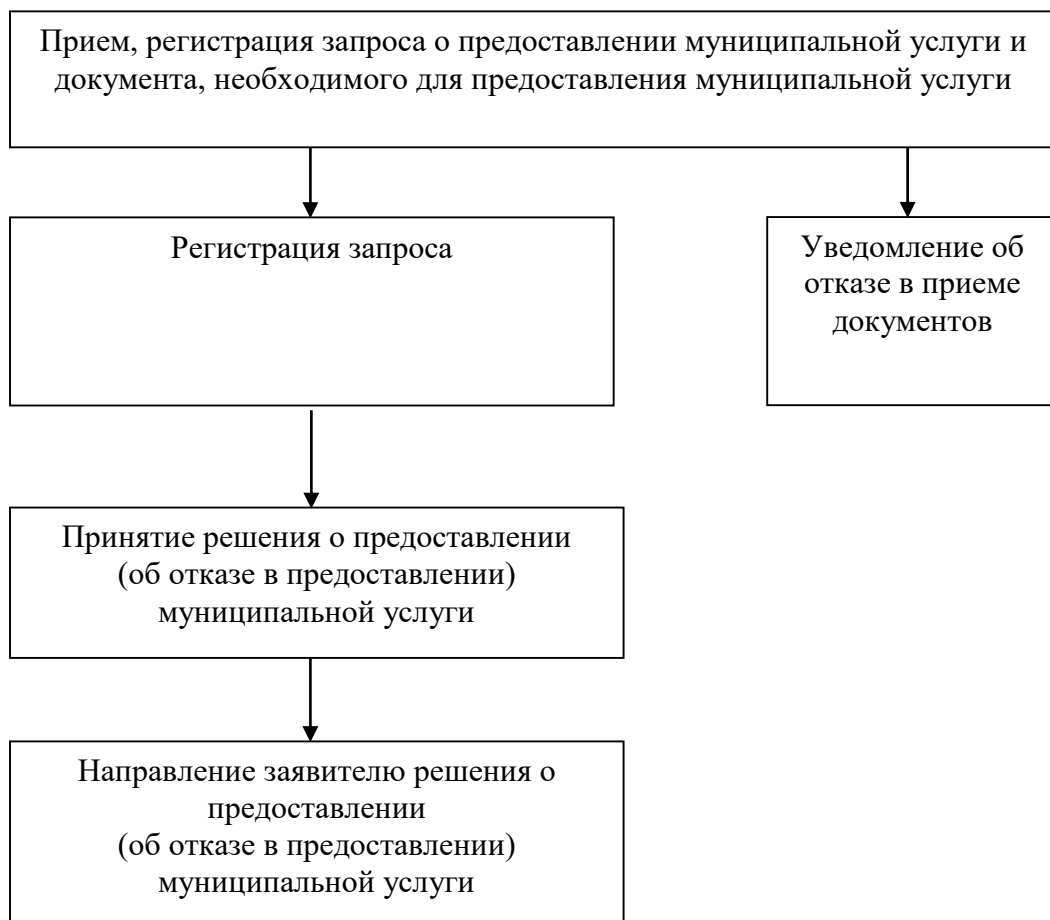 Прием, регистрация запроса о предоставлении муниципальной услуги и
документа, необходимого для предоставления муниципальной услуги
Регистрация запроса
Уведомление об
отказе в приеме
документов
Принятие решения о предоставлении
(об отказе в предоставлении)
муниципальной услуги
Направление заявителю решения о
предоставлении
(об отказе в предоставлении)
муниципальной услуги